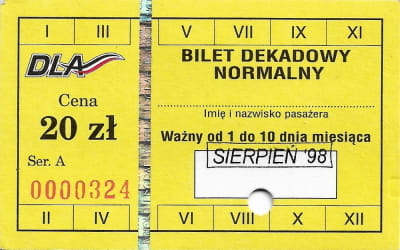 I III V VII IX XI
DLA
BILET DEKADOWY
NORMALNY
Cena
20 zł
Imię i nazwisko pasażera
Ważny od 1 do 10 dnia miesiąca
Ser. A
SIERPIEŃ '98
0000324
II IV VI VIII X XII